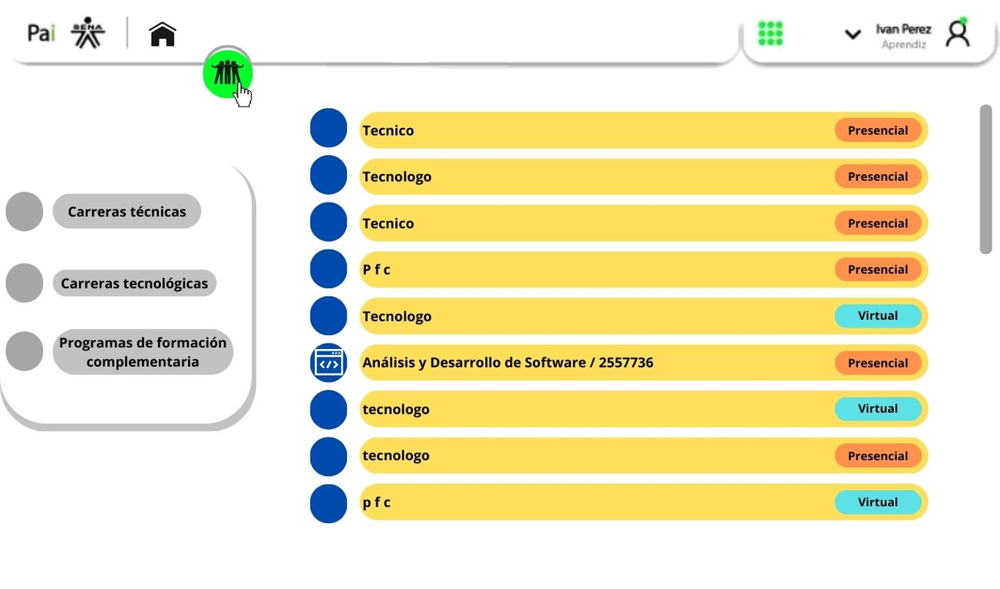 Pai
SENA
Ivan Perez
Aprendiz
Carreras técnicas
Carreras tecnológicas
Programas de formación
complementaria
Tecnico Presencial
Tecnologo Presencial
Tecnico Presencial
P f c Presencial
Tecnologo Virtual
Análisis y Desarrollo de Software / 2557736 Presencial
tecnologo Virtual
tecnologo Presencial
p f c Virtual